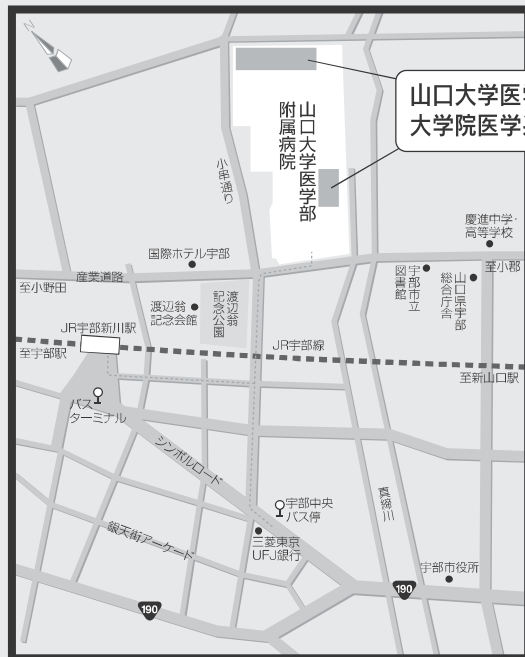 山口大学医学
大学院医学系
山口大学医学部
附属病院
小串通り
慶進中学・
高等学校
国際ホテル宇部
宇部市立
図書館
山口県宇部
総合庁舎
至小郡
産業道路
至小野田
渡辺翁
記念会館
渡辺翁
記念公園
JR宇部新川駅
JR宇部線
至宇部駅
至新山口駅
バス
ターミナル
シンボルロード
宇部中央
バス停
真締川
三菱東京
UFJ銀行
銀天街アーケード
宇部市役所
190
190